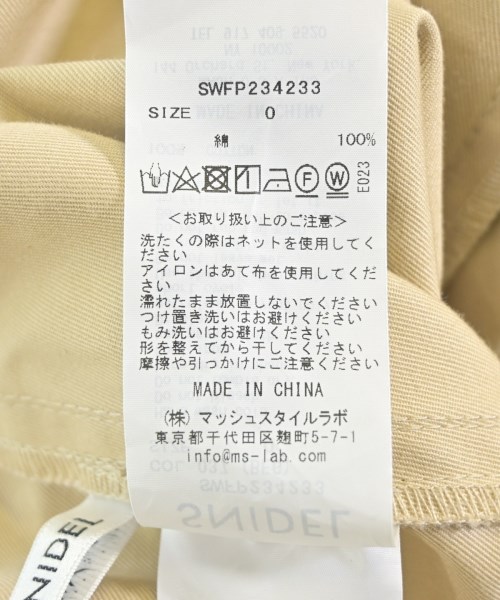 SWFP234233
SIZE 0
綿 100%
E023
＜お取り扱い上のご注意＞
洗たくの際はネットを使用してく
ださい
アイロンはあて布を使用してくだ
さい
濡れたまま放置しないでください
つけ置き洗いはお避けください
もみ洗いはお避けください
形を整えてから干してください
摩擦や引っかけにご注意ください
MADE IN CHINA
(株) マッシュスタイルラボ
東京都千代田区麹町5-7-1
info@ms-lab.com
SNIDEL
SNIDEL